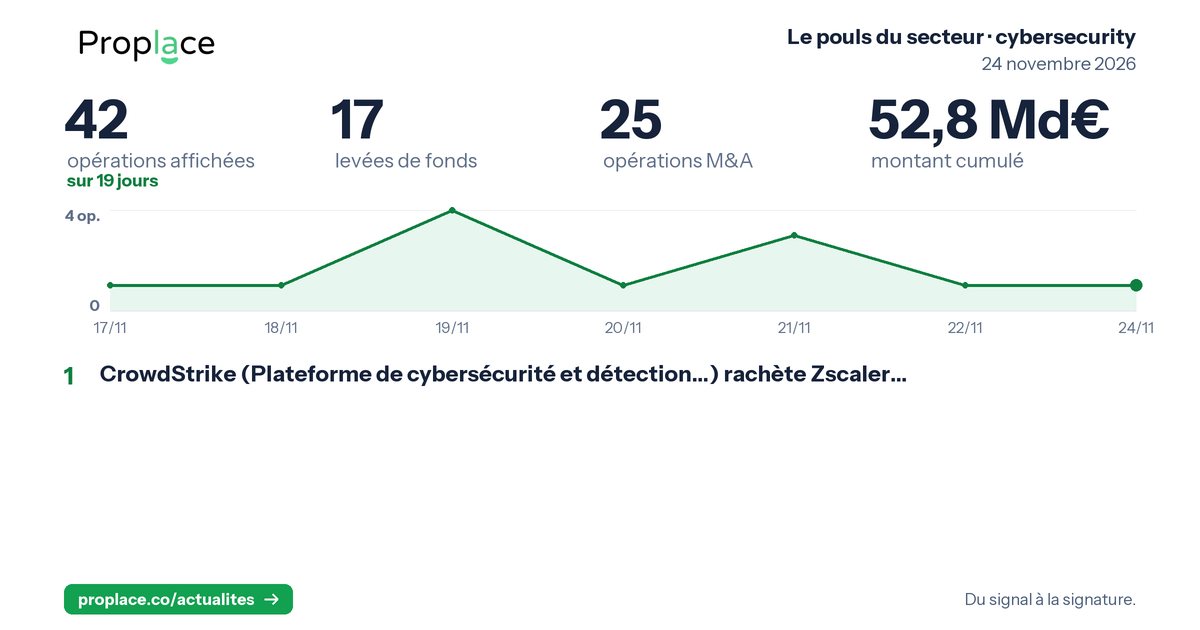 Proplace
Le pouls du secteur · cybersecurity
24 novembre 2026
42
opérations affichées
sur 19 jours
17
levées de fonds
25
opérations M&A
52,8 Md€
montant cumulé
4 op.
0
17/11
18/11
19/11
20/11
21/11
22/11
24/11
1 CrowdStrike (Plateforme de cybersécurité et détection…) rachète Zscaler…
proplace.co/actualites →
Du signal à la signature.